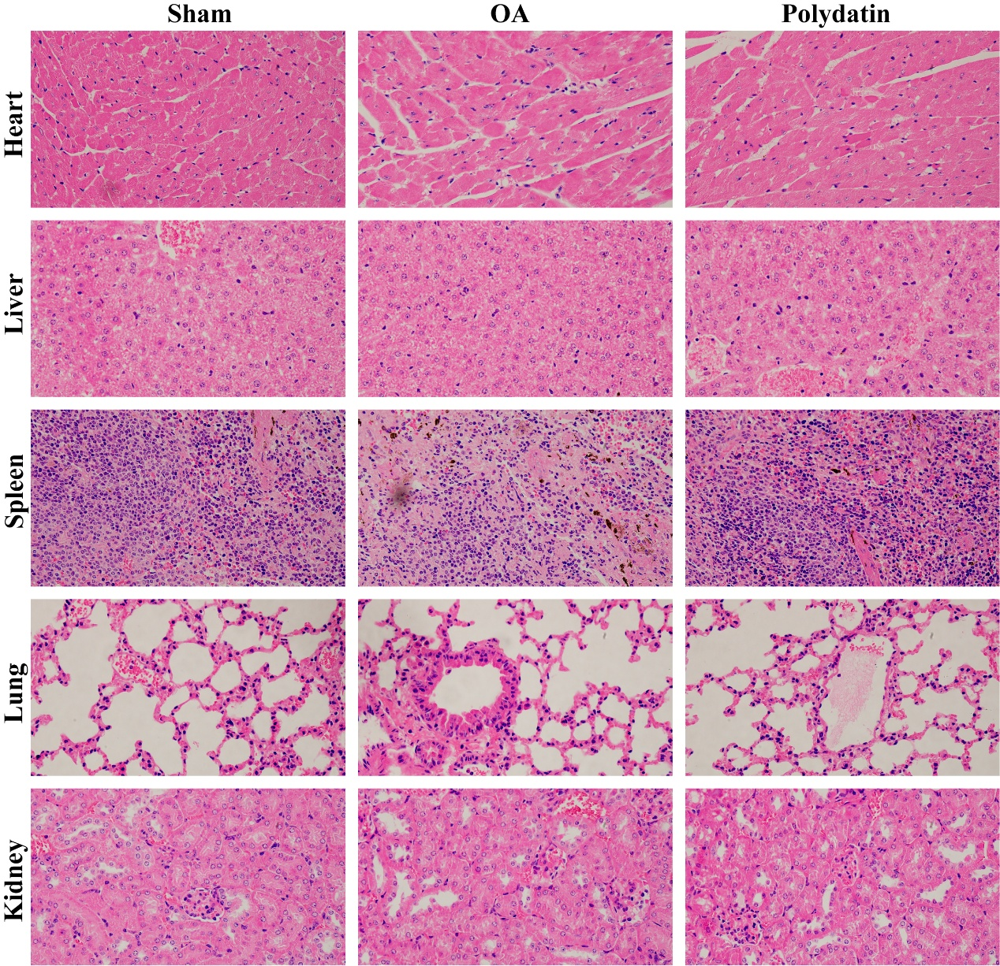 Sham OA Polydatin
Heart
Liver
Spleen
Lung
Kidney